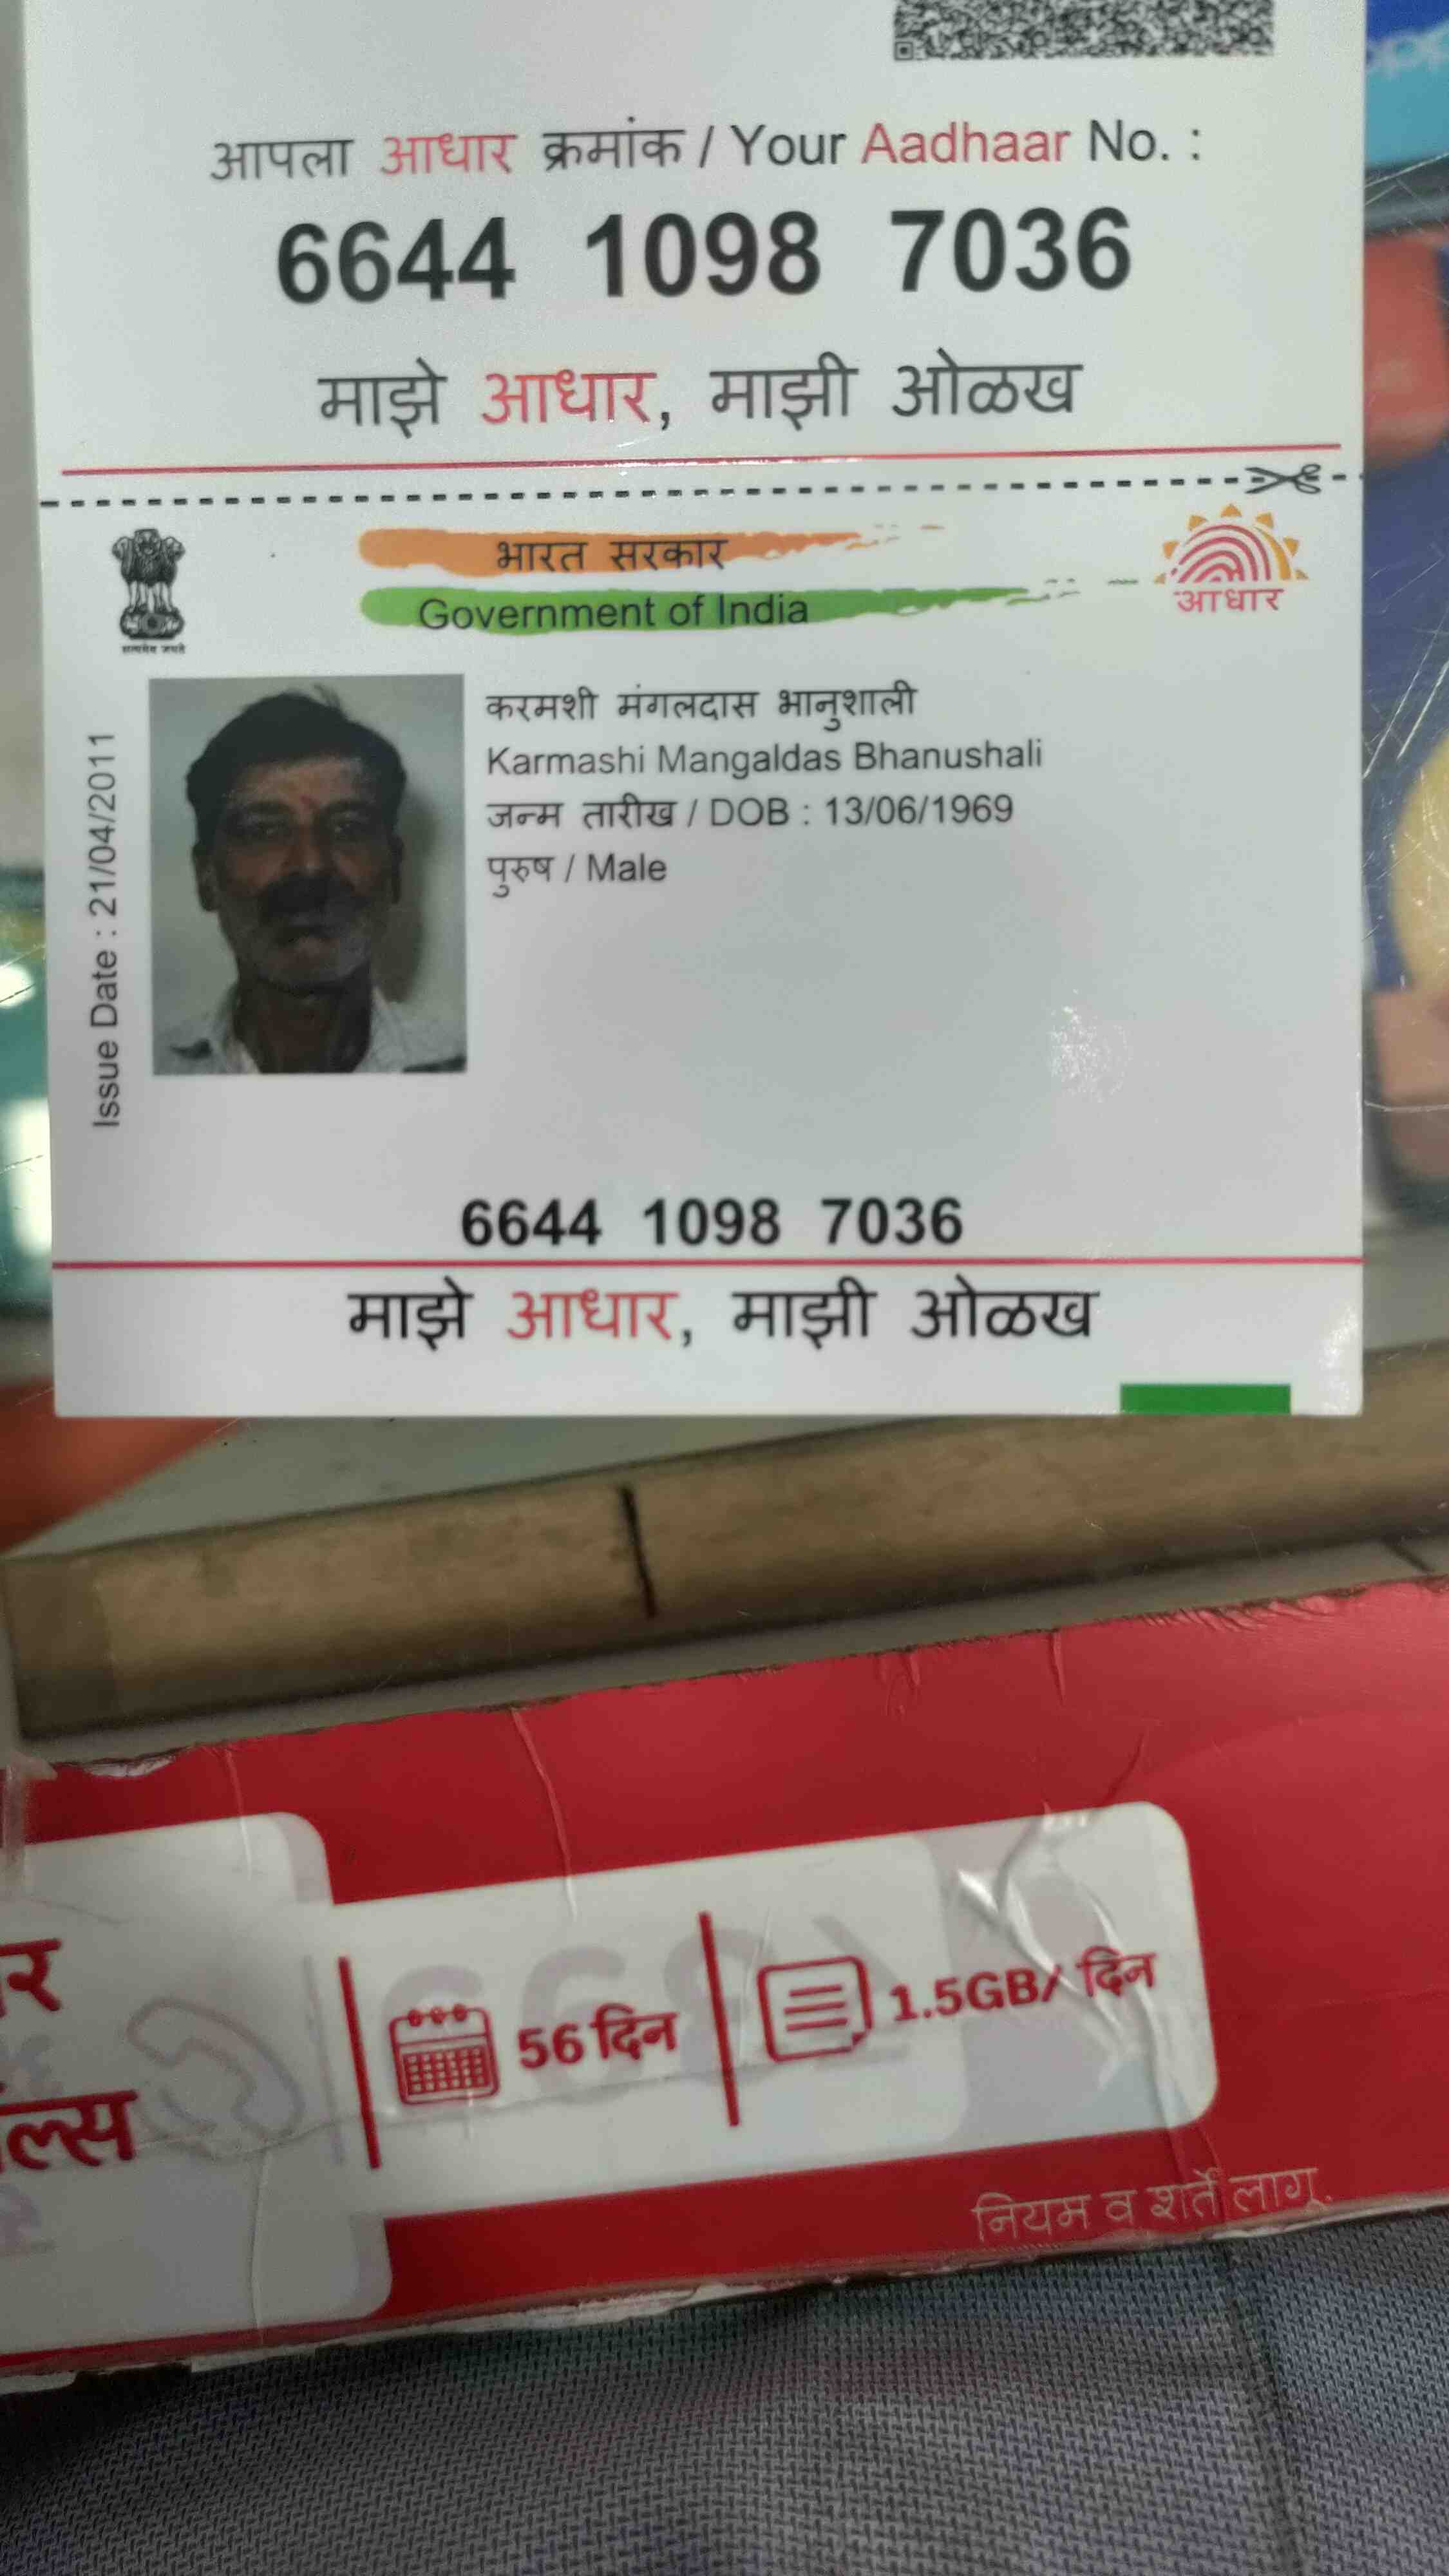 आपला आधार क्रमांक / Your Aadhaar No. :
6644 1098 7036
माझे आधार, माझी ओळख
भारत सरकार
Government of India
सत्यमेव जयते
आधार
Issue Date : 21/04/2011
करमशी मंगलदास भानुशाली
Karmashi Mangaldas Bhanushali
जन्म तारीख / DOB : 13/06/1969
पुरुष / Male
6644 1098 7036
माझे आधार, माझी ओळख
56 दिन
1.5GB/ दिन
नियम व शर्तें लागू.